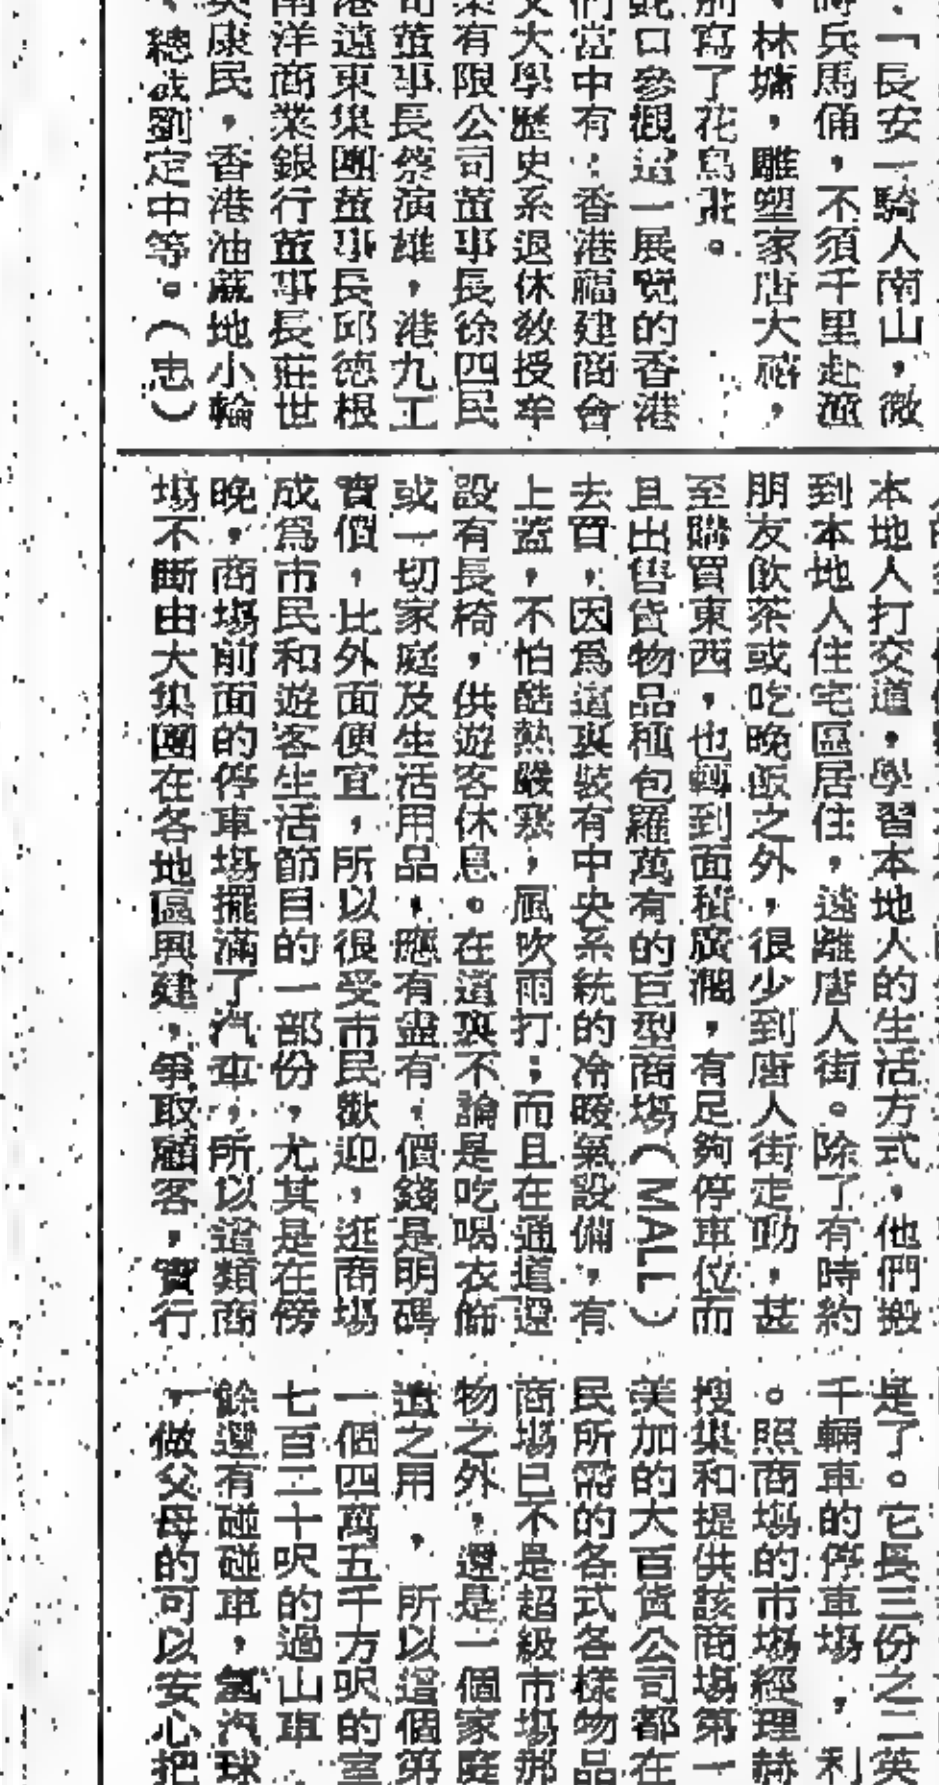 ．「長安一騎人南山，微
時兵馬俑，不須千里赴
、林墉，雕塑家唐大禧，
別寫了花鳥畫。
此口參觀這一展覽的香港
們當中有：香港福建商會
文大學歷史系退休教授牟
業有限公司董事長徐四民
司董事長蔡演雄，港九工
港遠東集團董事長邱德根
南洋商業銀行董事長莊世
吳康民，香港油蔴地小輪
、總裁劉定中等。（忠）
本地人打交道，學習本地人的生活方式，他們搬
到本地人住宅區居住，遠離唐人街。除了有時約
朋友飲茶或吃晚飯之外，很少到唐人街走動，甚
至購買東西，也轉到面積廣濶，有足夠停車位而
且出售貨物品種包羅萬有的巨型商場（MALL）
去買，因爲這裏裝有中央系統的冷暖氣設備，有
上蓋，不怕酷熱嚴寒，風吹雨打；而且在通道還
設有長椅，供遊客休息。在這裏不論是吃喝衣飾
或一切家庭及生活用品，應有盡有，價錢是明碼
實價，比外面便宜，所以很受市民歡迎，逛商場
成爲市民和遊客生活節目的一部份，尤其是在傍
晚，商場前面的停車場擺滿了汽車，所以這類商
場不斷由大集團在各地區興建，爭取顧客，實行
是了。它長三份之二英
千輛車的停車場，利
。照商場的市場經理赫
搜集和提供該商場第一
美加的大百貨公司都在
民所需的各式各樣物品
商場已不是超級市場那
物之外，還是一個家庭
遣之用，所以這個第
一個四萬五千方呎的室
七百二十呎的過山車
餘還有碰碰車，氫汽球
，做父母的可以安心把